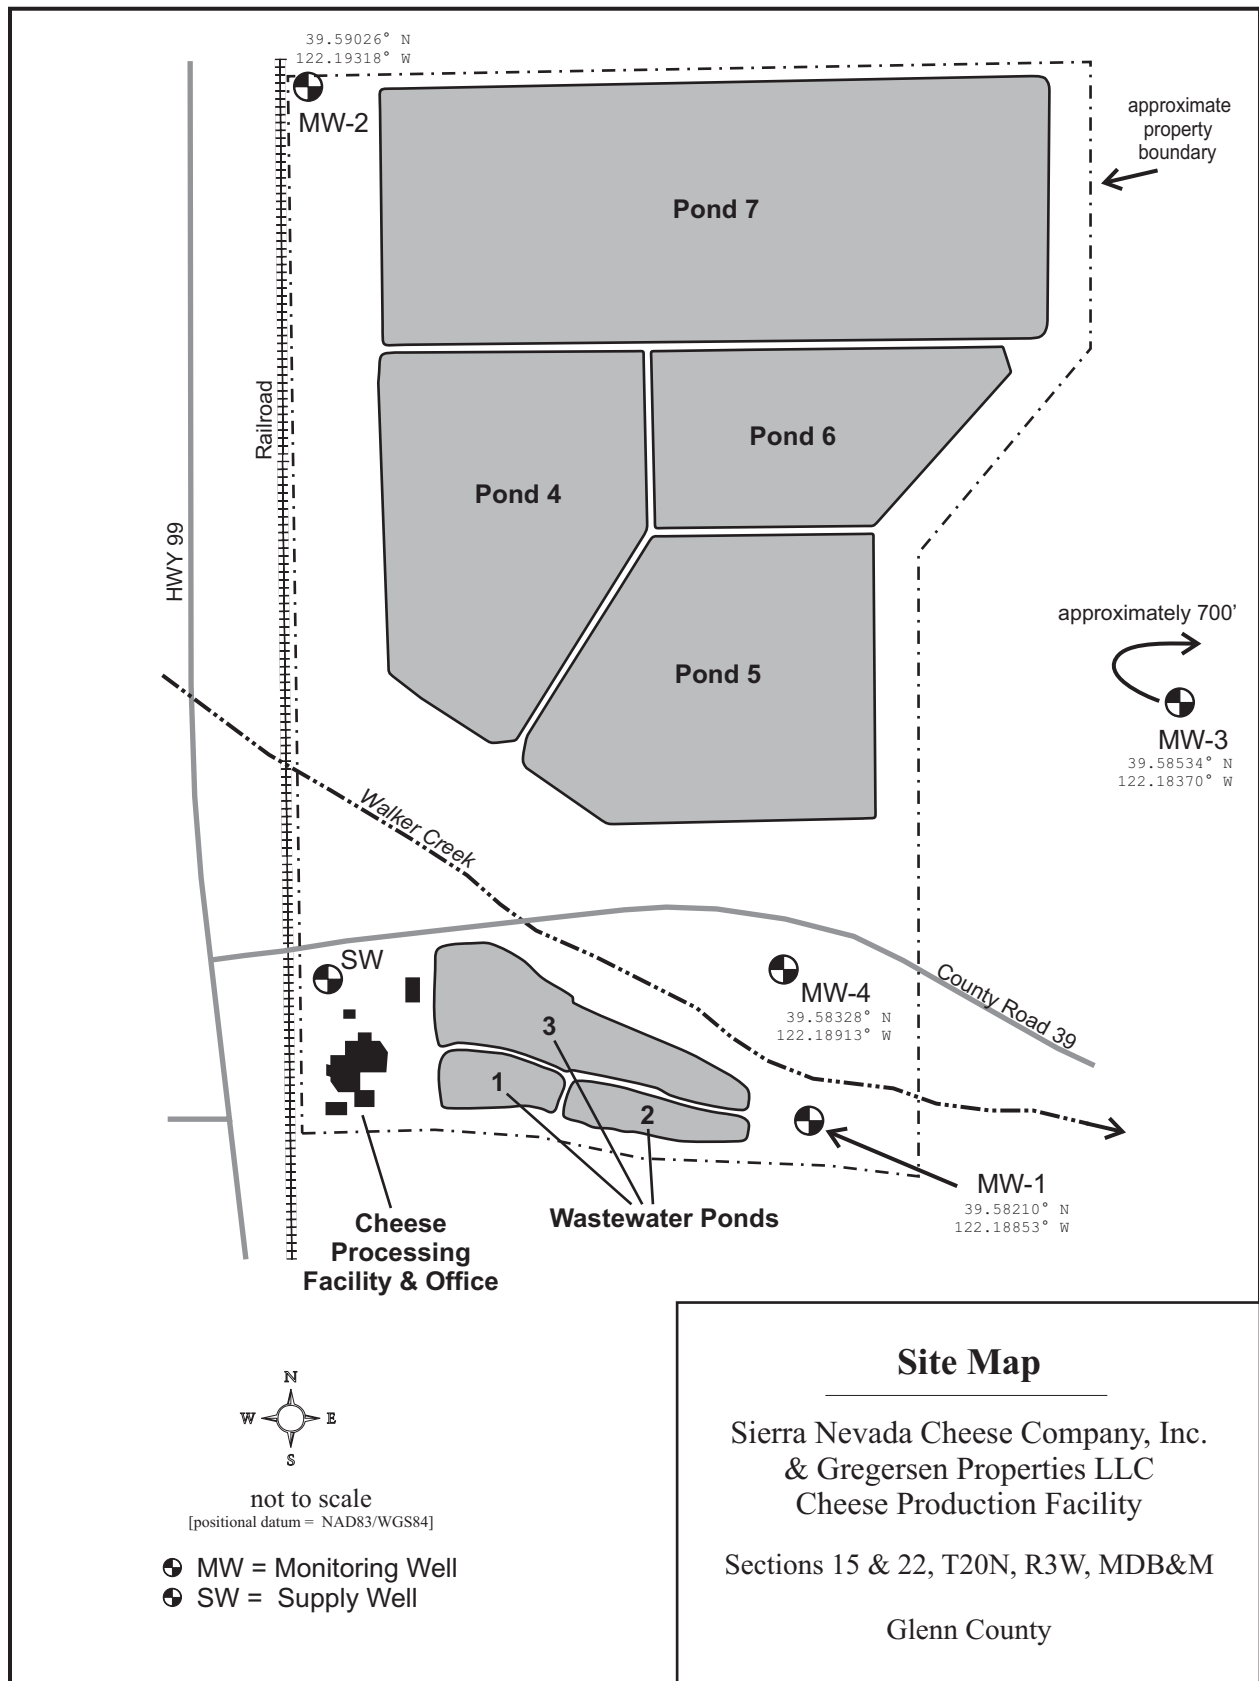 39.59026° N
122.19318° W
MW-2
approximate
property
boundary
Pond 7
Railroad
Pond 6
Pond 4
HWY 99
approximately 700'
Pond 5
MW-3
39.58534° N
122.18370° W
Walker Creek
SW
County Road 39
MW-4
39.58328° N
122.18913° W
3
1
2
MW-1
39.58210° N
122.18853° W
Wastewater Ponds
Cheese
Processing
Facility & Office
N
W E
S
not to scale
[positional datum = NAD83/WGS84]
MW = Monitoring Well
SW = Supply Well
Site Map
Sierra Nevada Cheese Company, Inc.
& Gregersen Properties LLC
Cheese Production Facility
Sections 15 & 22, T20N, R3W, MDB&M
Glenn County